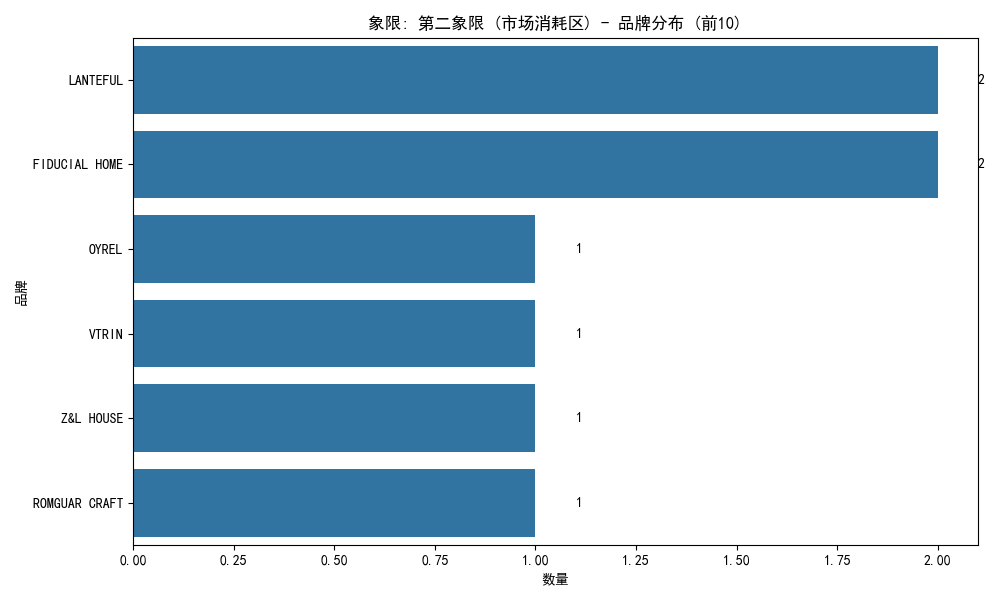 象限: 第二象限 (市场消耗区) - 品牌分布 (前10)
品牌
LANTEFUL
2
FIDUCIAL HOME
2
OYREL
1
VTRIN
1
Z&L HOUSE
1
ROMGUAR CRAFT
1
0.00 0.25 0.50 0.75 1.00 1.25 1.50 1.75 2.00
数量